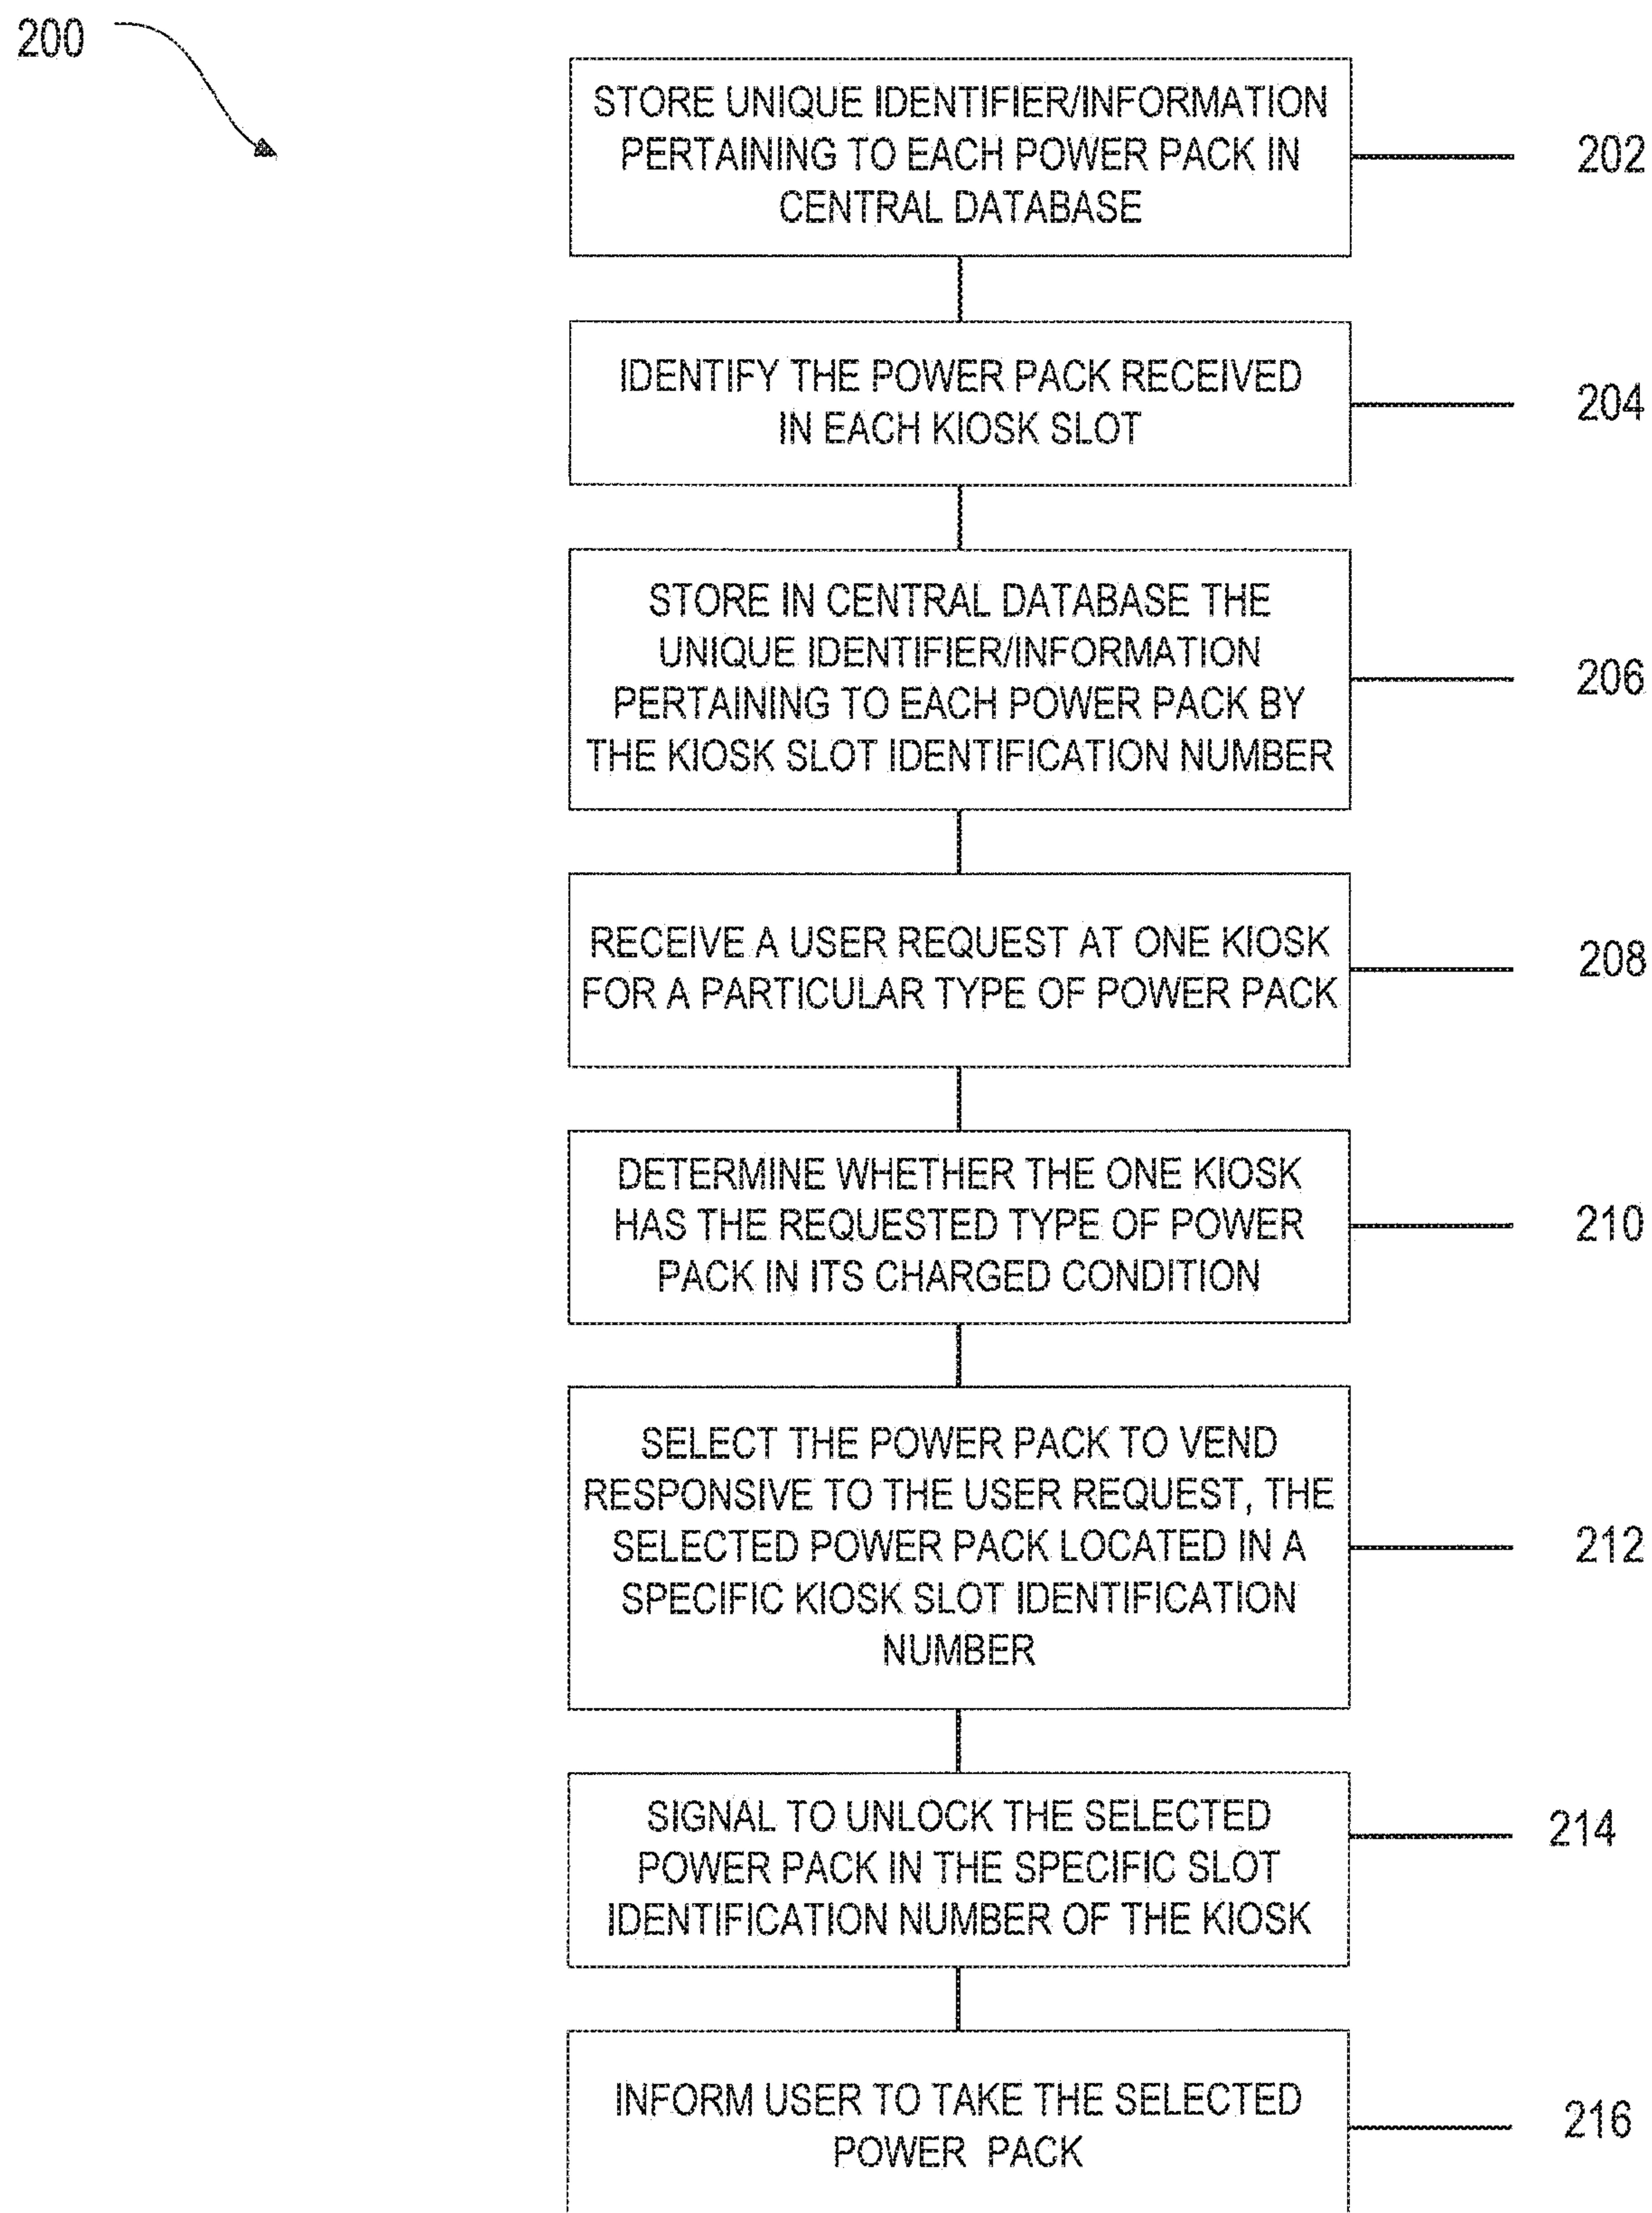 200
STORE UNIQUE IDENTIFIER/INFORMATION
PERTAINING TO EACH POWER PACK IN
CENTRAL DATABASE
202
IDENTIFY THE POWER PACK RECEIVED
IN EACH KIOSK SLOT
204
STORE IN CENTRAL DATABASE THE
UNIQUE IDENTIFIER/INFORMATION
PERTAINING TO EACH POWER PACK BY
THE KIOSK SLOT IDENTIFICATION NUMBER
206
RECEIVE A USER REQUEST AT ONE KIOSK
FOR A PARTICULAR TYPE OF POWER PACK
208
DETERMINE WHETHER THE ONE KIOSK
HAS THE REQUESTED TYPE OF POWER
PACK IN ITS CHARGED CONDITION
210
SELECT THE POWER PACK TO VEND
RESPONSIVE TO THE USER REQUEST, THE
SELECTED POWER PACK LOCATED IN A
SPECIFIC KIOSK SLOT IDENTIFICATION
NUMBER
212
SIGNAL TO UNLOCK THE SELECTED
POWER PACK IN THE SPECIFIC SLOT
IDENTIFICATION NUMBER OF THE KIOSK
214
INFORM USER TO TAKE THE SELECTED
POWER PACK
216